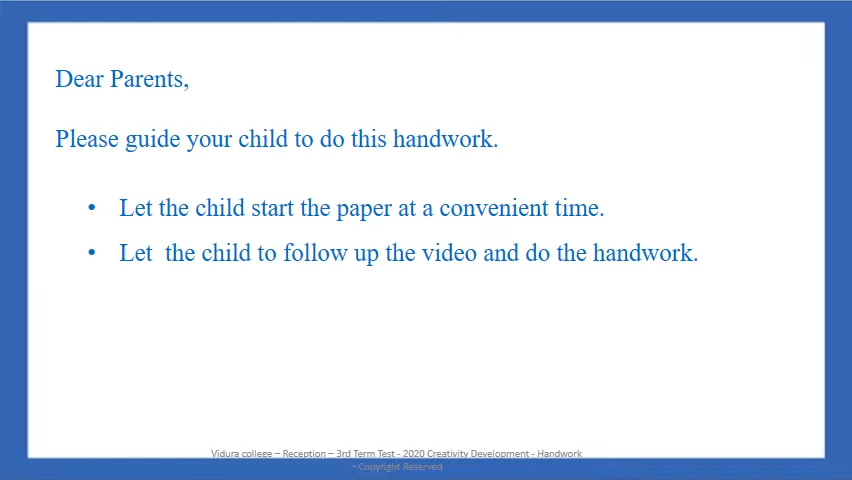 Dear Parents,
Please guide your child to do this handwork.
• Let the child start the paper at a convenient time.
• Let the child to follow up the video and do the handwork.
Vidura college – Reception – 3rd Term Test - 2020 Creativity Development - Handwork
– Copyright Reserved